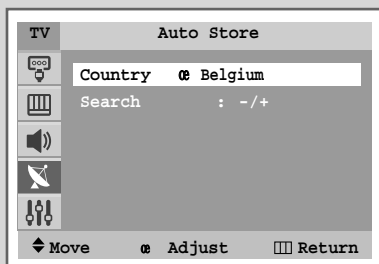 TV Auto Store
Country œ Belgium
Search : -/+
Move œ Adjust Return